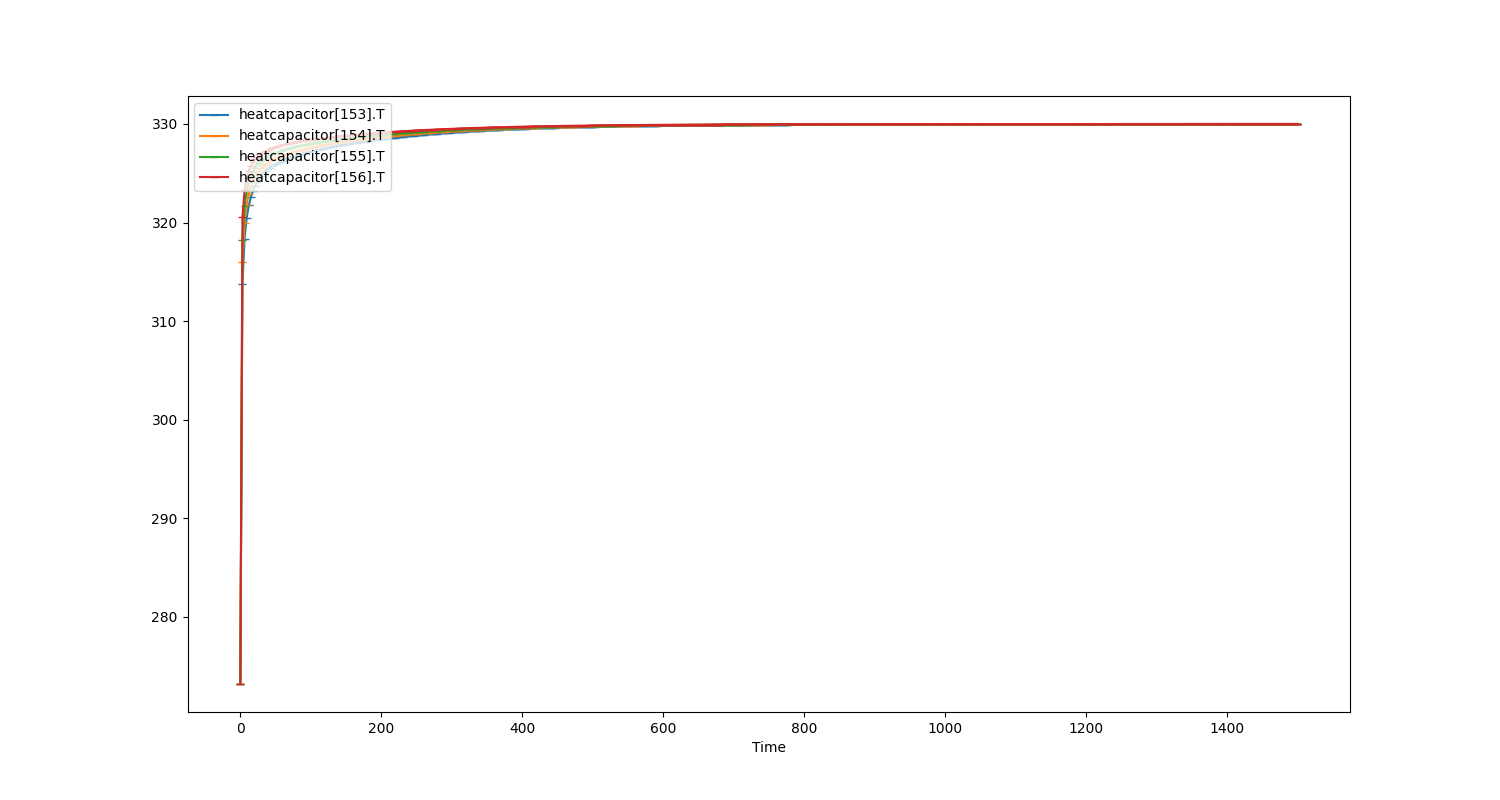 330
320
310
300
290
280
heatcapacitor[153].T
heatcapacitor[154].T
heatcapacitor[155].T
heatcapacitor[156].T
0
200
400
600
800
1000
1200
1400
Time